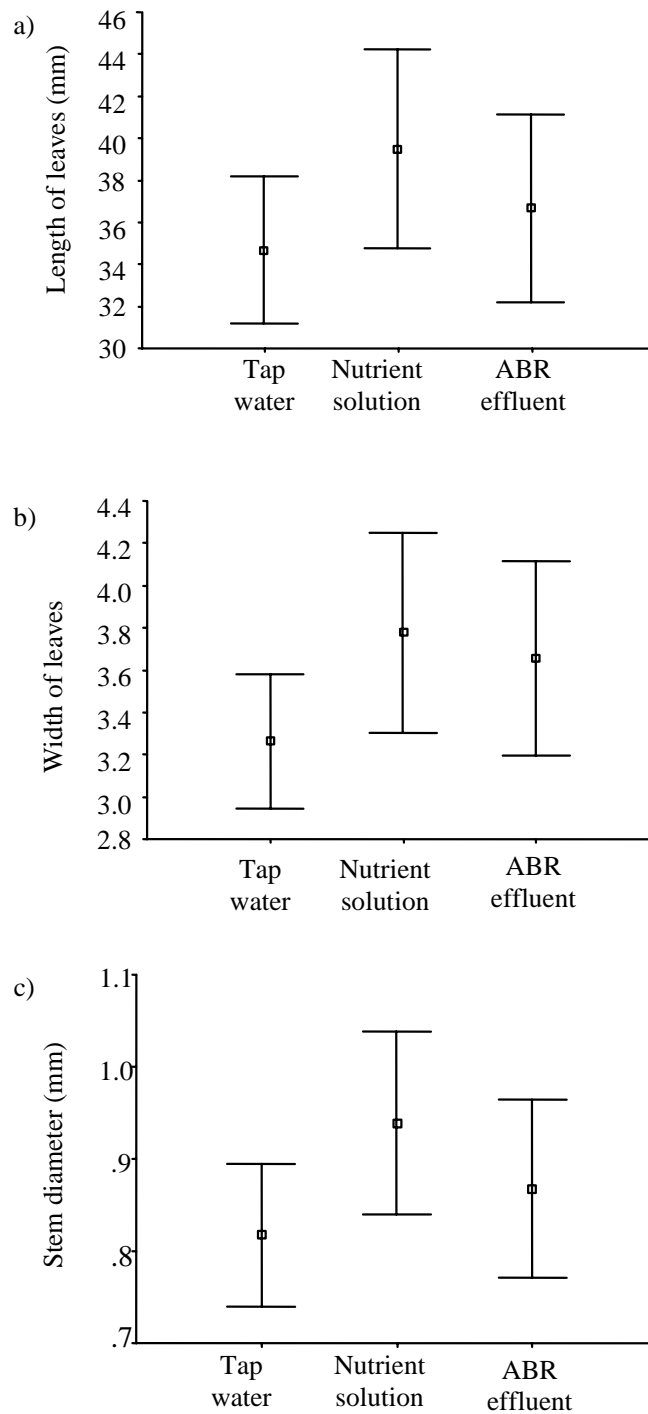 a)
Length of leaves (mm)
46
44
42
40
38
36
34
32
30
Tap Nutrient ABR
water solution effluent
b)
Width of leaves
4.4
4.2
4.0
3.8
3.6
3.4
3.2
3.0
2.8
Tap Nutrient ABR
water solution effluent
c)
Stem diameter (mm)
1.1
1.0
.9
.8
.7
Tap Nutrient ABR
water solution effluent